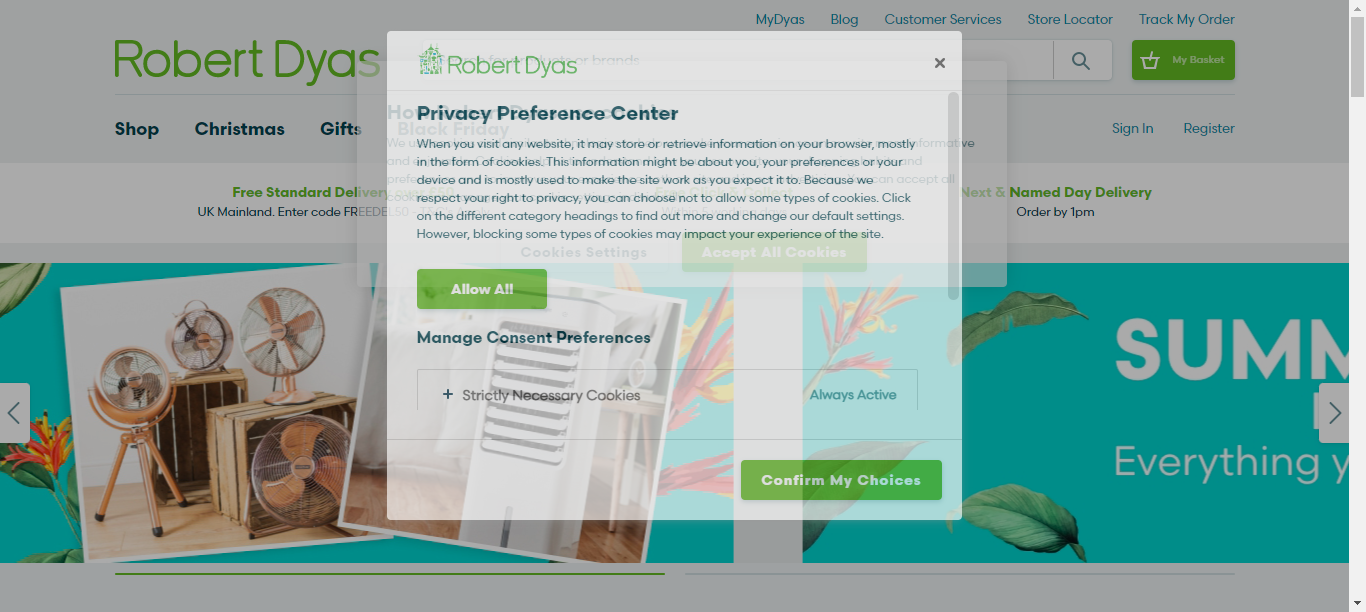 MyDyas Blog Customer Services Store Locator Track My Order
Robert Dyas
Robert Dyas
My Basket
Shop Christmas Gifts Black Friday
Sign In Register
Privacy Preference Center
When you visit any website, it may store or retrieve information on your browser, mostly
in the form of cookies. This information might be about you, your preferences or your
device and is mostly used to make the site work as you expect it to. Because we
respect your right to privacy, you can choose not to allow some types of cookies. Click
on the different category headings to find out more and change our default settings.
However, blocking some types of cookies may impact your experience of the site.
Free Standard Delivery
UK Mainland. Enter code
Next & Named Day Delivery
Order by 1pm
Cookies Settings
Accept All Cookies
Allow All
Manage Consent Preferences
+ Strictly Necessary Cookies
Always Active
Confirm My Choices
SUMM
Everything y